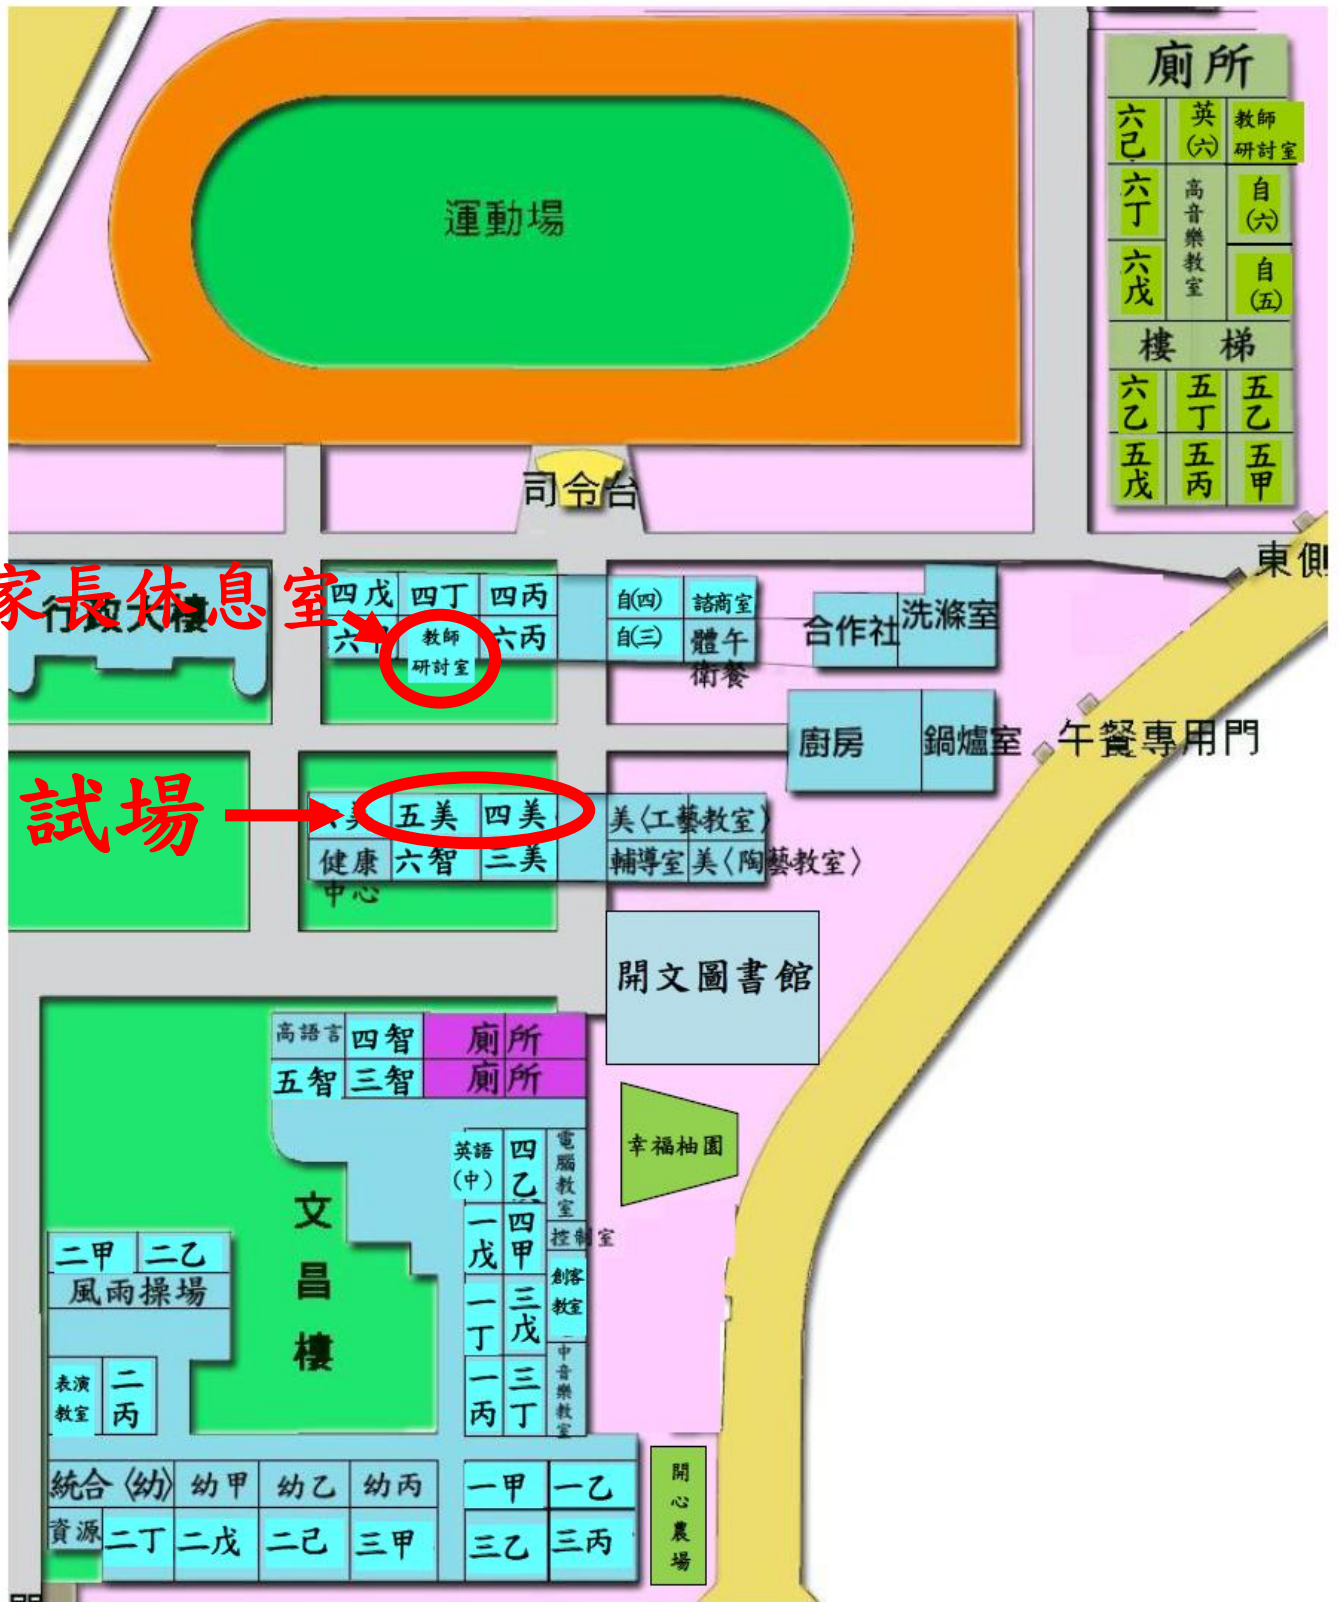 廁所
六己 英(六) 教師研討室
六丁 高音樂教室 自(六)
六戊 自(五)
樓梯
六乙 五丁 五乙
五戊 五丙 五甲
運動場
司令台
東側
家長休息室
行政大樓
四戊 四丁 四丙 自(四) 諮商室
教師研討室 六丙 自(三) 體衛 午餐
合作社 洗滌室
廚房 鍋爐室 午餐專用門
試場
美 五美 四美 美〈工藝教室〉
健康中心 六智 三美 輔導室 美〈陶藝教室〉
開文圖書館
高語言 四智 廁所
五智 三智 廁所
幸福柚園
英語(中) 四乙 電腦教室
一戊 四甲 控制室
創客教室
一丁 三戊
一丙 三丁 中音樂教室
文昌樓
二甲 二乙
風雨操場
表演教室 二丙
統合〈幼〉 幼甲 幼乙 幼丙 一甲 一乙
資源 二丁 二戊 二己 三甲 三乙 三丙
開心農場